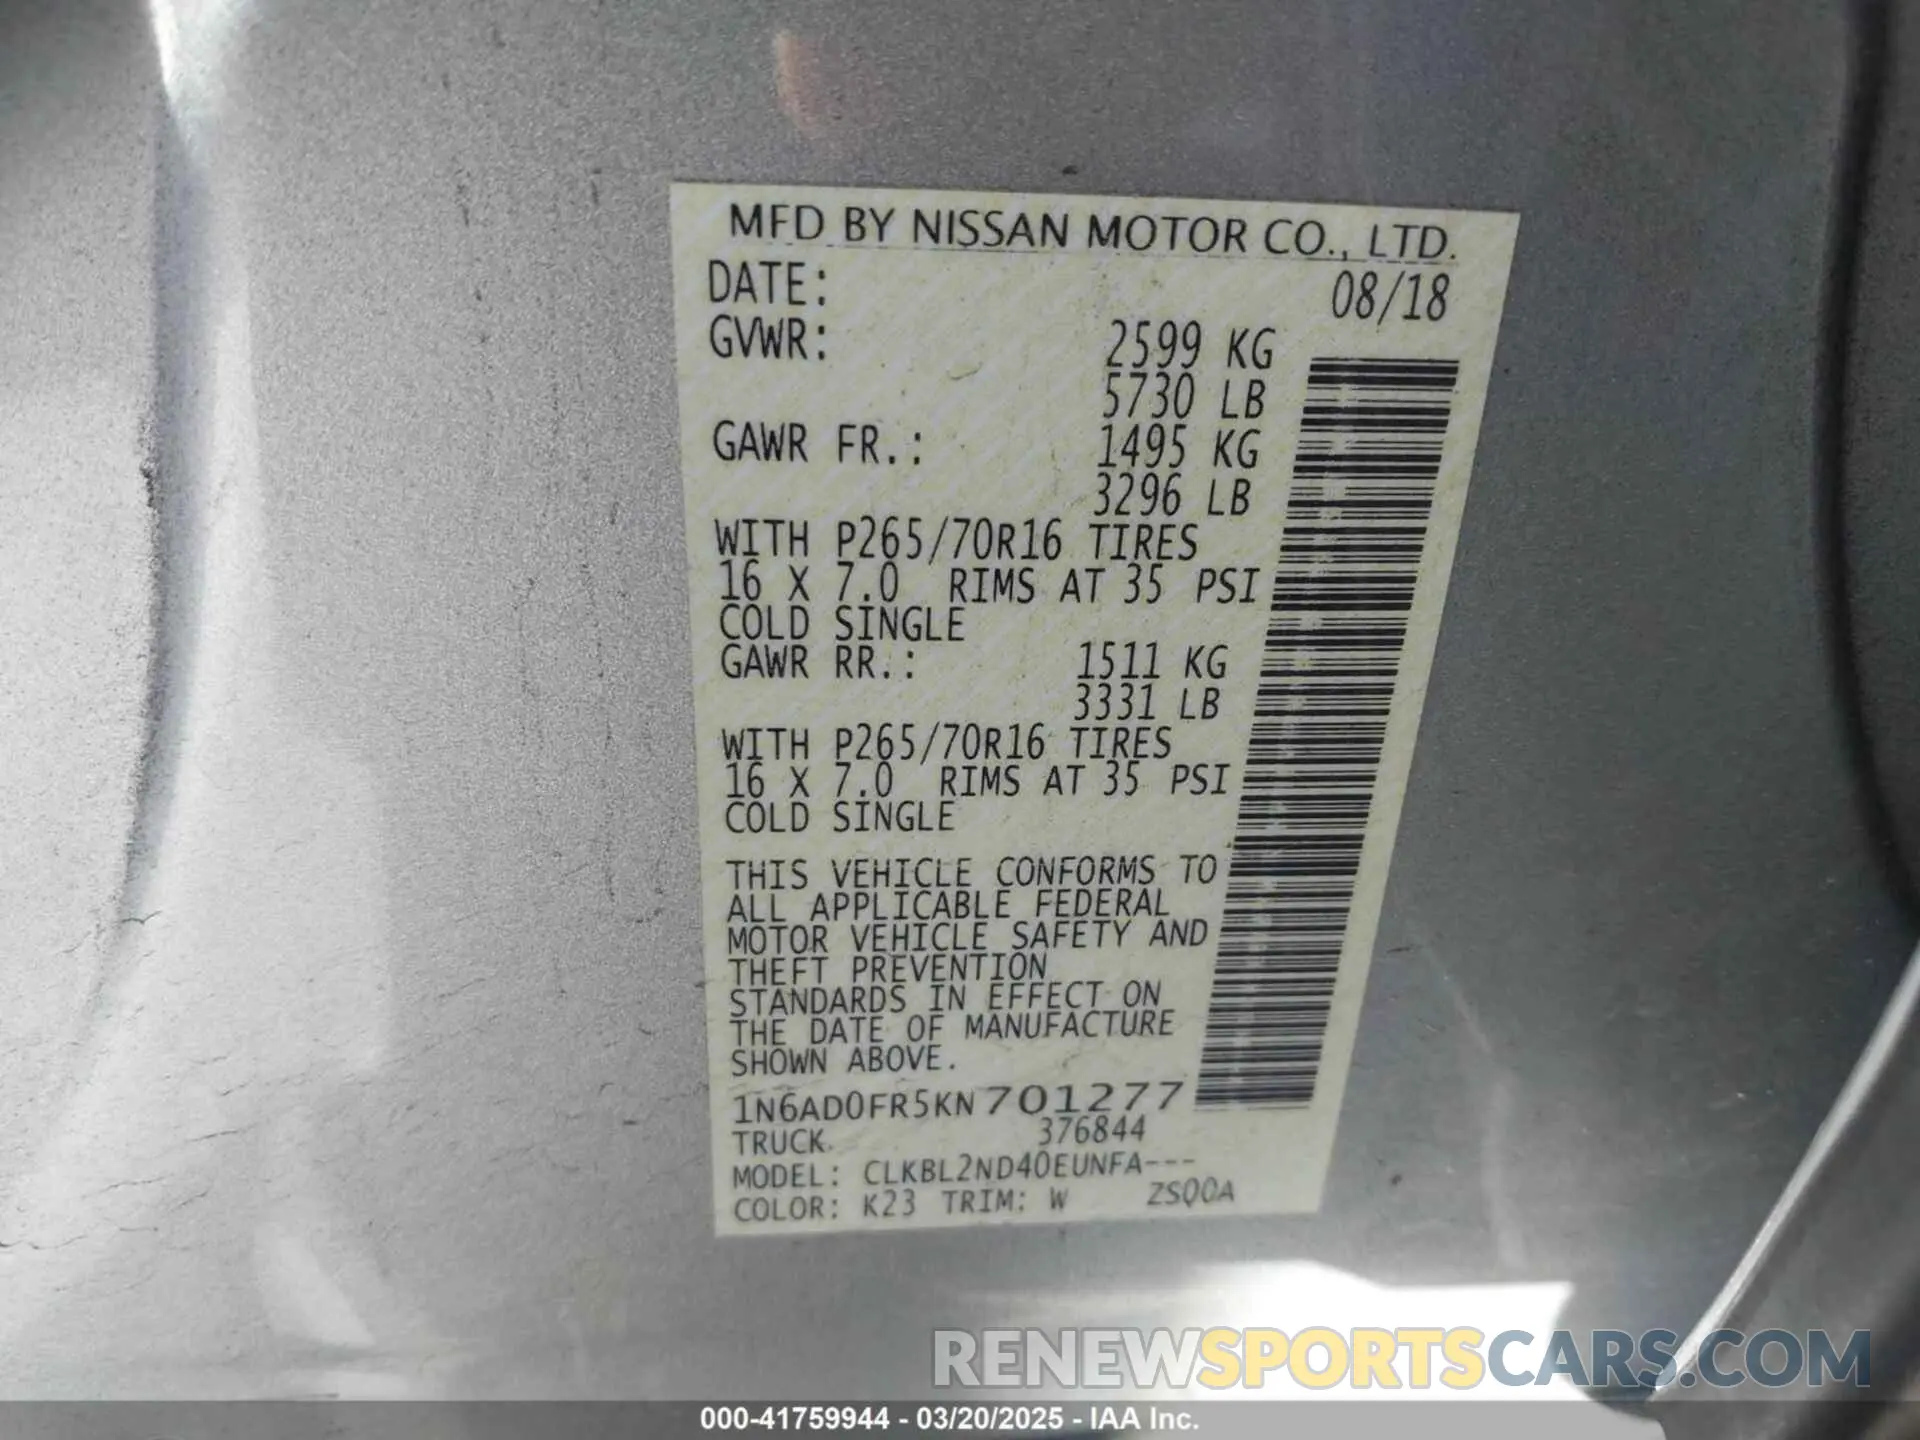 MFD BY NISSAN MOTOR CO., LTD.
DATE: 08/18
GVWR: 2599 KG
5730 LB
GAWR FR.: 1495 KG
3296 LB
WITH P265/70R16 TIRES
16 X 7.0 RIMS AT 35 PSI
COLD SINGLE
GAWR RR.: 1511 KG
3331 LB
WITH P265/70R16 TIRES
16 X 7.0 RIMS AT 35 PSI
COLD SINGLE
THIS VEHICLE CONFORMS TO
ALL APPLICABLE FEDERAL
MOTOR VEHICLE SAFETY AND
THEFT PREVENTION
STANDARDS IN EFFECT ON
THE DATE OF MANUFACTURE
SHOWN ABOVE.
1N6AD0FR5KN701277
TRUCK 376844
MODEL: CLKBL2ND40EUNFA---
COLOR: K23 TRIM: W ZSQ0A
RENEWSPORTSCARS.COM
000-41759944 - 03/20/2025 - IAA Inc.